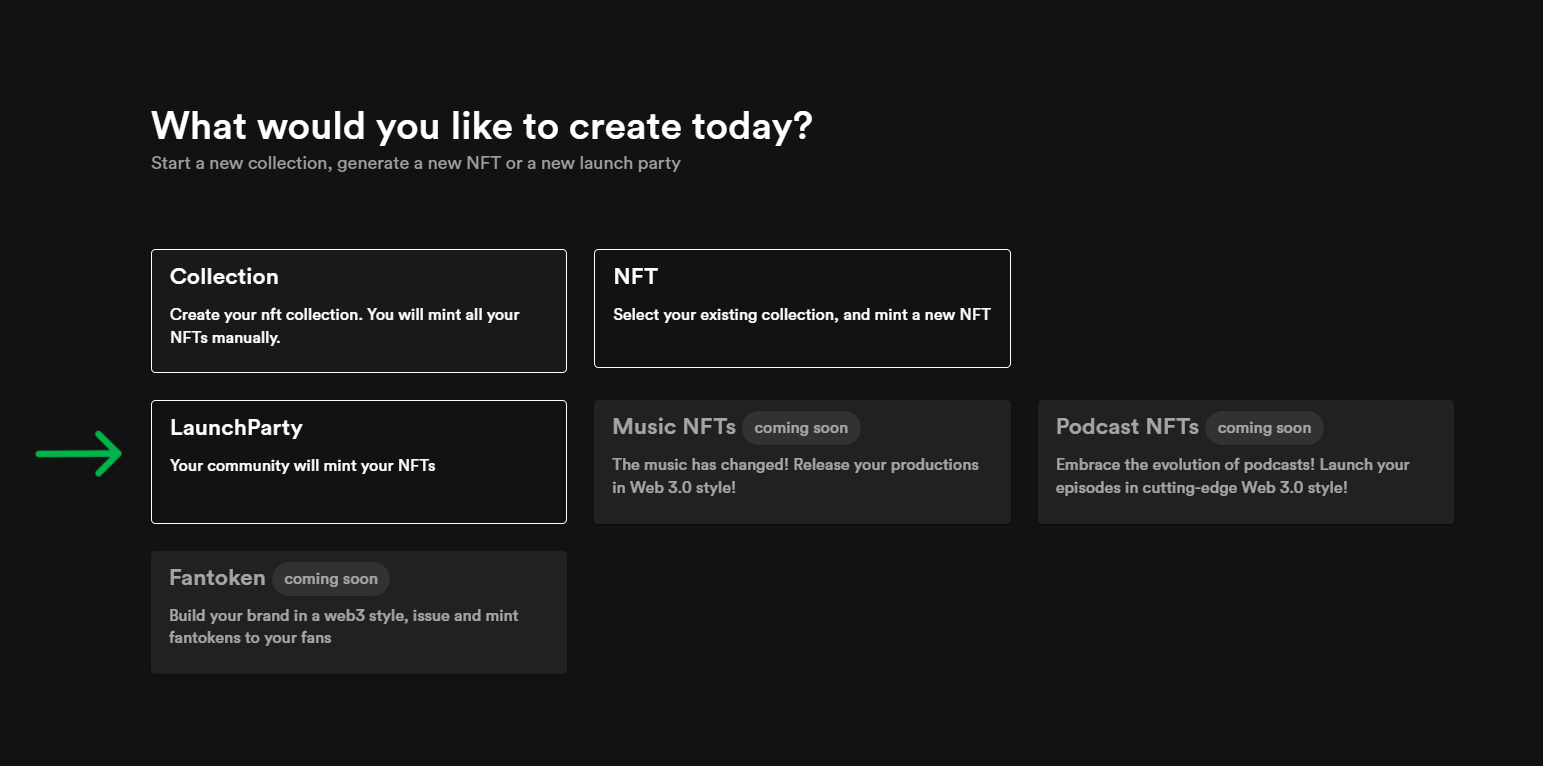 What would you like to create today?
Start a new collection, generate a new NFT or a new launch party
Collection
Create your nft collection. You will mint all your
NFTs manually.
NFT
Select your existing collection, and mint a new NFT
LaunchParty
Your community will mint your NFTs
Music NFTs coming soon
The music has changed! Release your productions
in Web 3.0 style!
Podcast NFTs coming soon
Embrace the evolution of podcasts! Launch your
episodes in cutting-edge Web 3.0 style!
Fantoken coming soon
Build your brand in a web3 style, issue and mint
fantokens to your fans